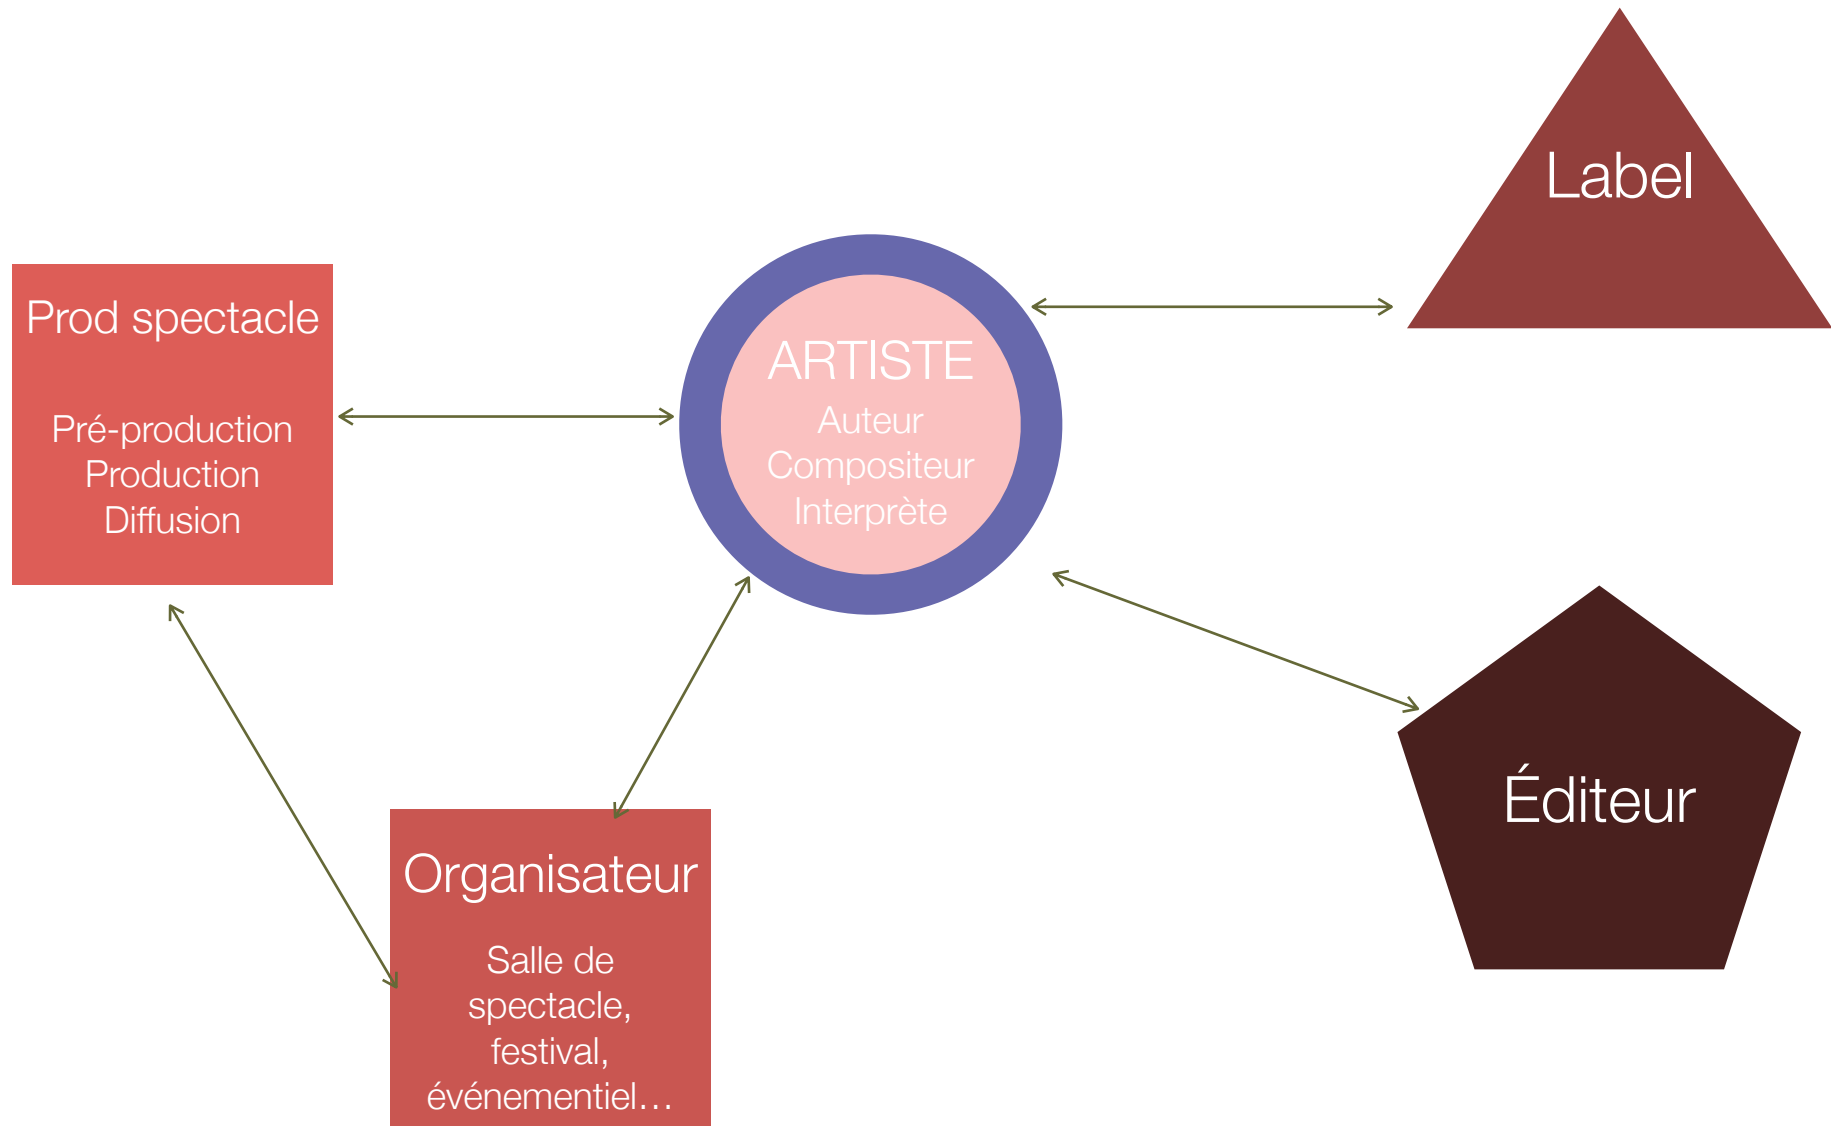 Label
Prod spectacle
Pré-production
Production
Diffusion
ARTISTE
Auteur
Compositeur
Interprète
Éditeur
Organisateur
Salle de
spectacle,
festival,
événementiel…